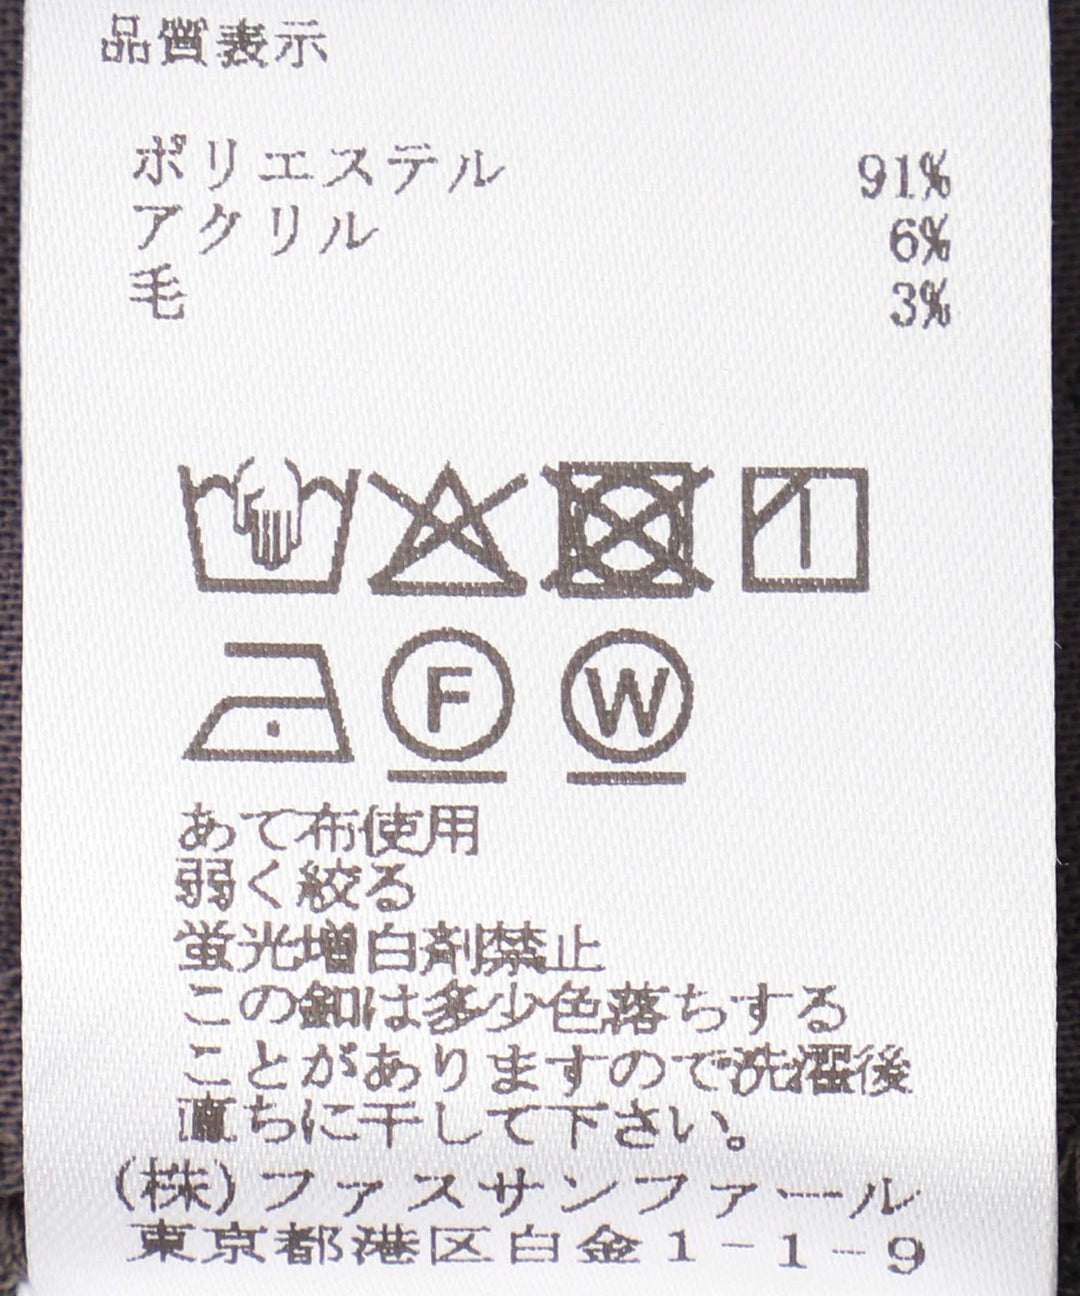 品質表示
ポリエステル 91%
アクリル 6%
毛 3%
F W
あて布使用
弱く絞る
蛍光増白剤禁止
この釦は多少色落ちする
ことがありますので洗濯後
直ちに干して下さい。
(株)ファスサンファール
東京都港区白金1-1-9